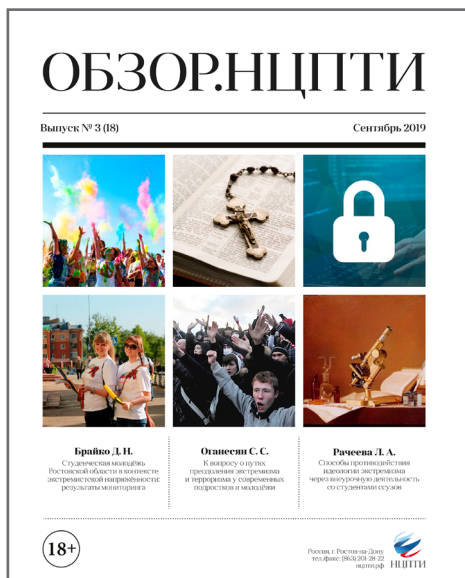 ОБЗОР.НЦПТИ
Выпуск № 3 (18)
Сентябрь 2019
Брайко Д. Н.
Студенческая молодёжь
Ростовской области в контексте
экстремистской напряжённости:
результаты мониторинга
Оганесян С. С.
К вопросу о путях
преодоления экстремизма
и терроризма у современных
подростков и молодёжи
Рачеева Л. А.
Способы противодействия
идеологии экстремизма
через внеурочную деятельность
со студентами ссузов
18+
Россия, г. Ростов-на-Дону
тел./факс: (863) 201-28-22
нцпти.рф
НЦПТИ